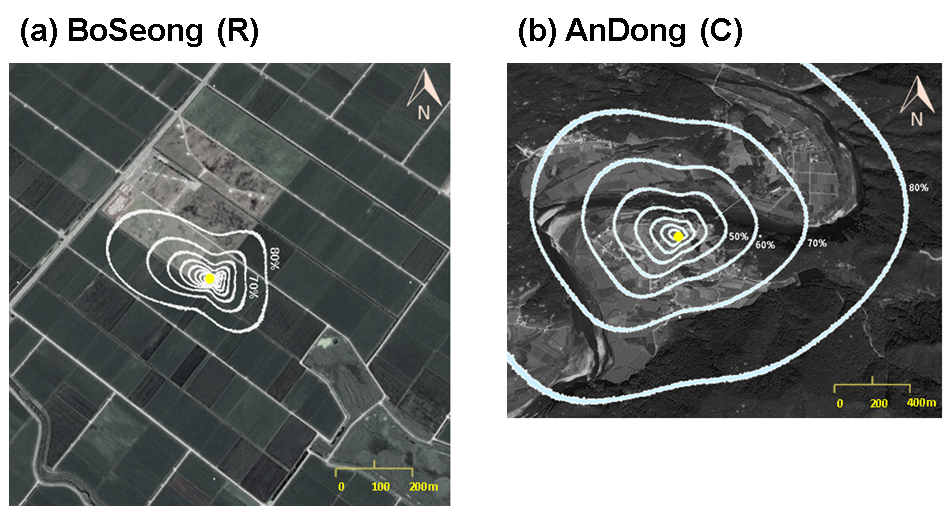 (a) BoSeong (R)
(b) AnDong (C)
N
80%
70%
0 100 200m
N
80%
50%
60%
70%
0 200 400m